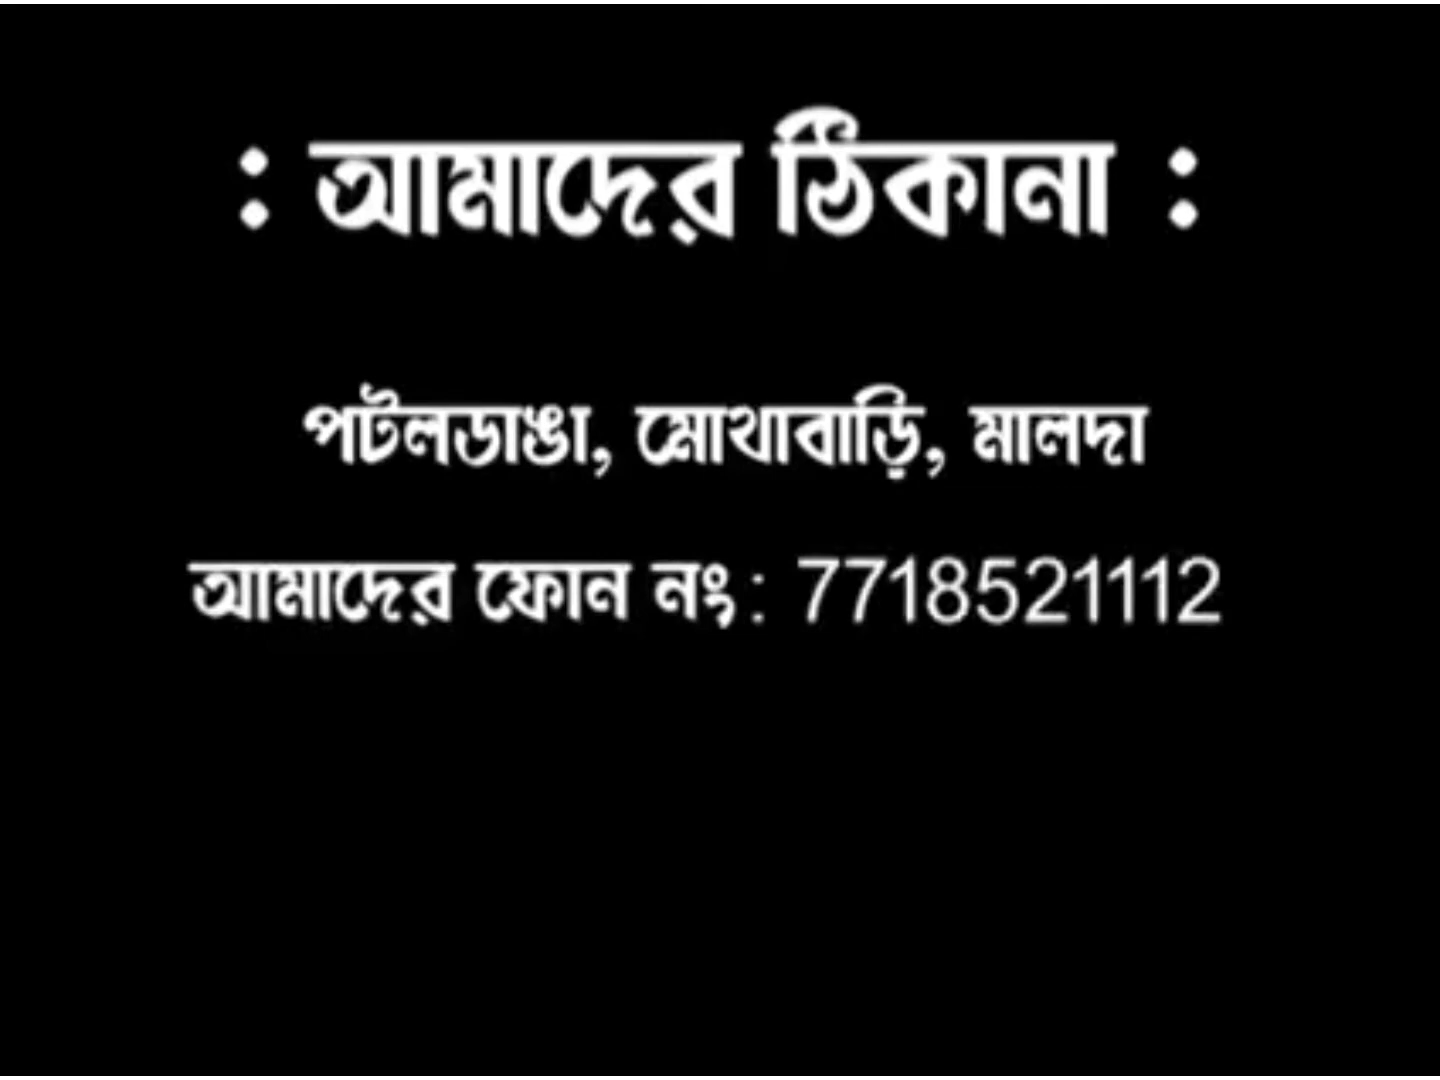 : আমাদের ঠিকানা :
পটলডাঙা, মোথাবাড়ি, মালদা
আমাদের ফোন নং : 7718521112